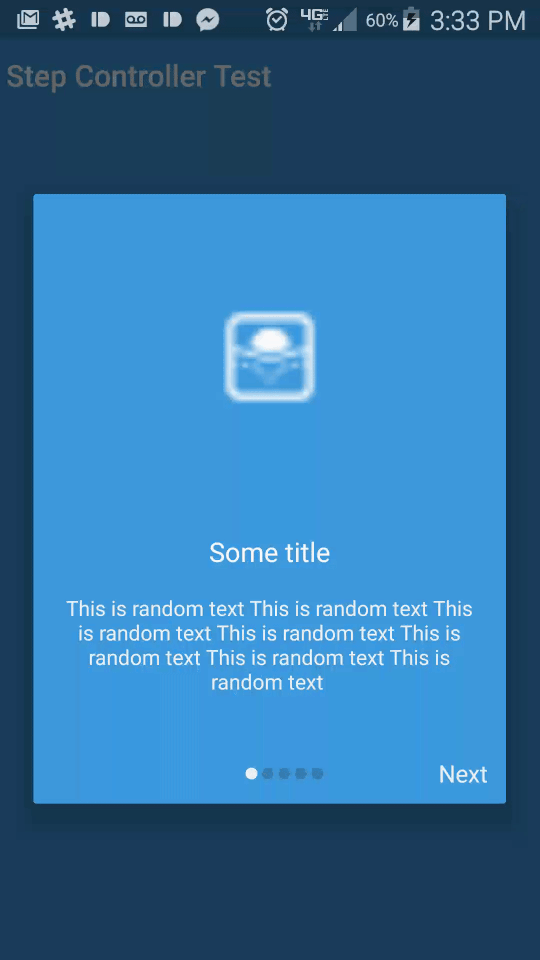 4G 60% 3:33 PM
Step Controller Test
Some title
This is random text This is random text This
is random text This is random text This is
random text This is random text This is
random text
Next